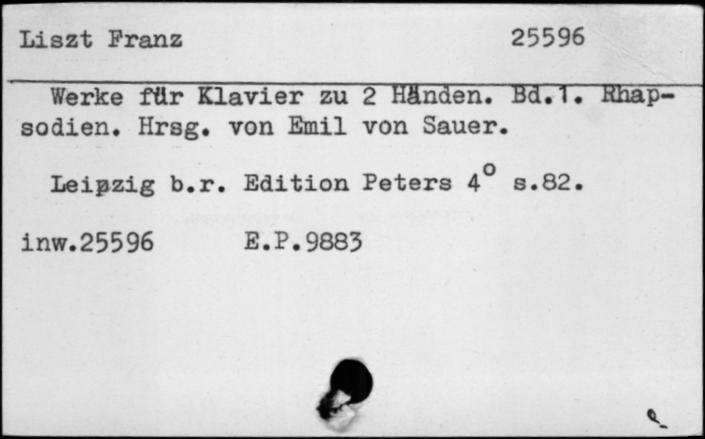 Liszt Franz 25596
Werke für Klavier zu 2 Händen. Bd.1. Rhap-
sodien. Hrsg. von Emil von Sauer.
Leipzig b.r. Edition Peters 4° s.82.
inw.25596 E.P.9883